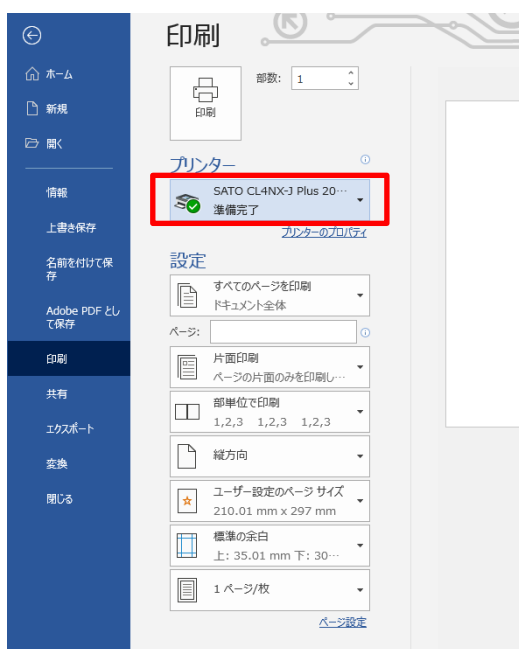 印刷
ホーム
新規
開く
情報
上書き保存
名前を付けて保
存
Adobe PDF とし
て保存
印刷
共有
エクスポート
変換
閉じる
印刷
部数: 1
プリンター
SATO CL4NX-J Plus 20…
準備完了
プリンターのプロパティ
設定
すべてのページを印刷
ドキュメント全体
ページ:
片面印刷
ページの片面のみを印刷し…
部単位で印刷
1,2,3 1,2,3 1,2,3
縦方向
ユーザー設定のページ サイズ
210.01 mm x 297 mm
標準の余白
上: 35.01 mm 下: 30…
1 ページ/枚
ページ設定